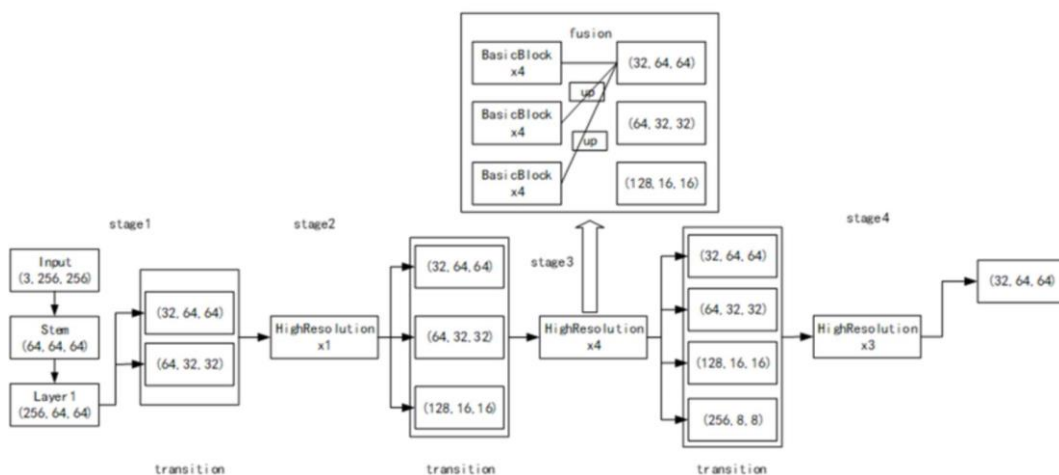 fusion
BasicBlock
x4
(32, 64, 64)
up
BasicBlock
x4
(64, 32, 32)
up
BasicBlock
x4
(128, 16, 16)
stage1
stage2
stage3
stage4
Input
(3, 256, 256)
Stem
(64, 64, 64)
Layer1
(256, 64, 64)
(32, 64, 64)
(64, 32, 32)
transition
HighResolution
x1
(32, 64, 64)
(64, 32, 32)
(128, 16, 16)
transition
HighResolution
x4
(32, 64, 64)
(64, 32, 32)
(128, 16, 16)
(256, 8, 8)
transition
HighResolution
x3
(32, 64, 64)